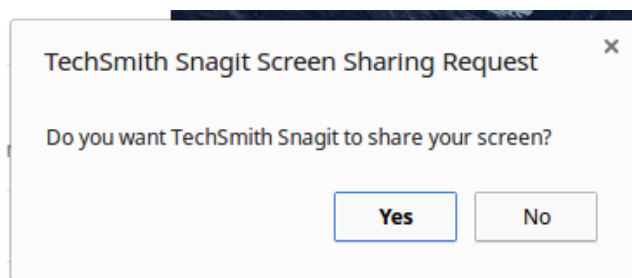 TechSmith Snagit Screen Sharing Request
Do you want TechSmith Snagit to share your screen?
Yes
No